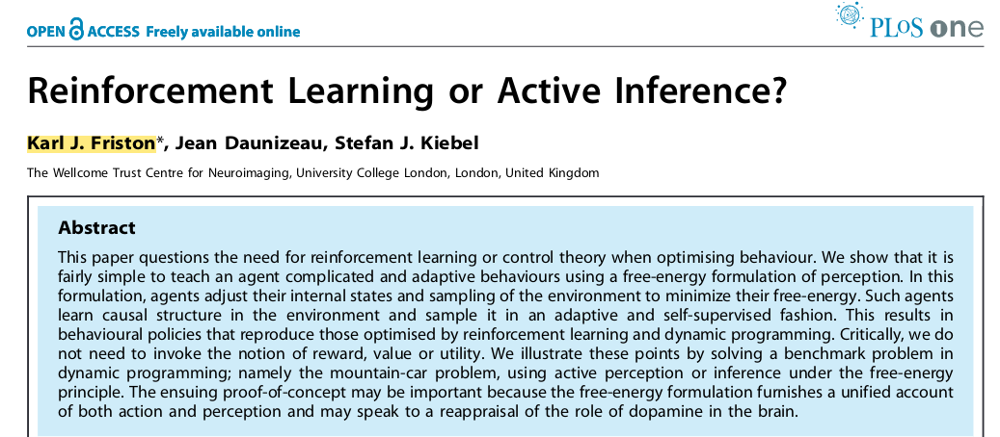 OPEN ACCESS Freely available online
PLoS one
Reinforcement Learning or Active Inference?
Karl J. Friston*, Jean Daunizeau, Stefan J. Kiebel
The Wellcome Trust Centre for Neuroimaging, University College London, London, United Kingdom
Abstract
This paper questions the need for reinforcement learning or control theory when optimising behaviour. We show that it is
fairly simple to teach an agent complicated and adaptive behaviours using a free-energy formulation of perception. In this
formulation, agents adjust their internal states and sampling of the environment to minimize their free-energy. Such agents
learn causal structure in the environment and sample it in an adaptive and self-supervised fashion. This results in
behavioural policies that reproduce those optimised by reinforcement learning and dynamic programming. Critically, we do
not need to invoke the notion of reward, value or utility. We illustrate these points by solving a benchmark problem in
dynamic programming; namely the mountain-car problem, using active perception or inference under the free-energy
principle. The ensuing proof-of-concept may be important because the free-energy formulation furnishes a unified account
of both action and perception and may speak to a reappraisal of the role of dopamine in the brain.